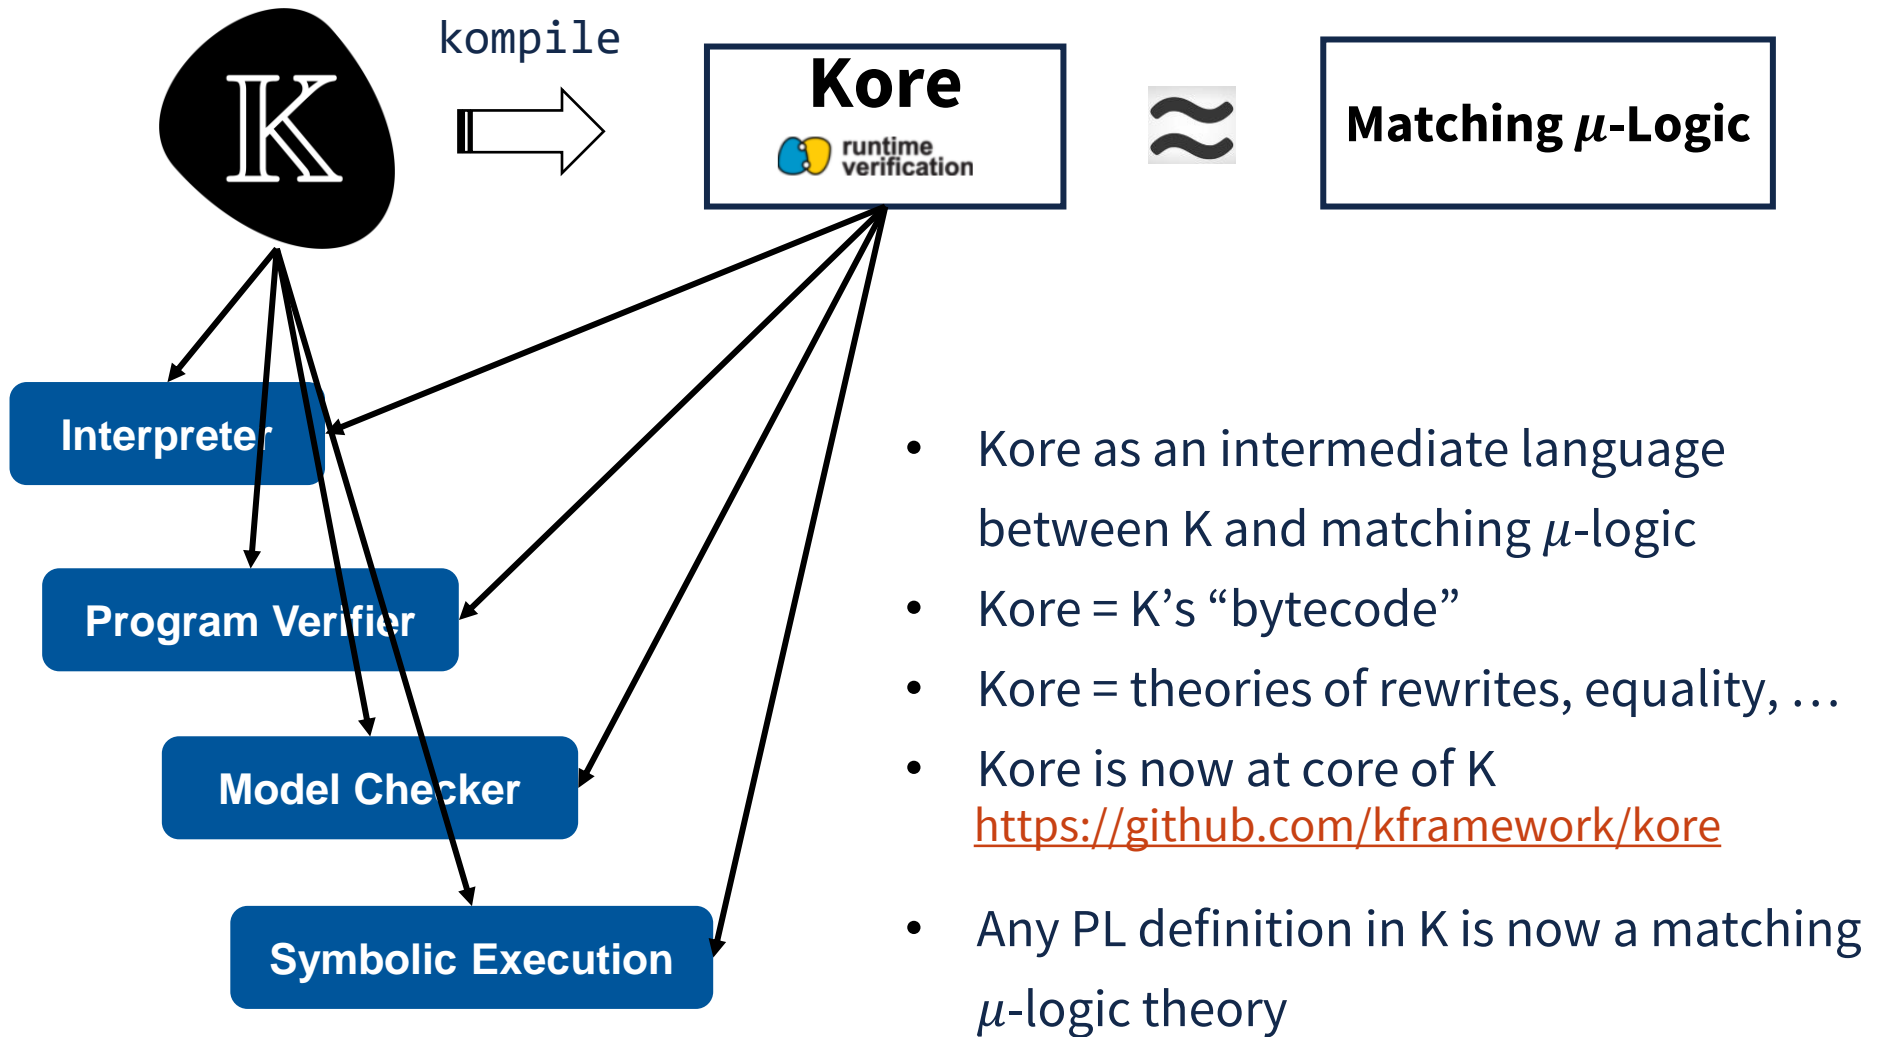 kompile
𝕂
Kore
runtime
verification
≈
Matching μ-Logic
Interpreter
Program Verifier
Model Checker
Symbolic Execution
• Kore as an intermediate language
between K and matching μ-logic
• Kore = K’s “bytecode”
• Kore = theories of rewrites, equality, …
• Kore is now at core of K
https://github.com/kframework/kore
• Any PL definition in K is now a matching
μ-logic theory